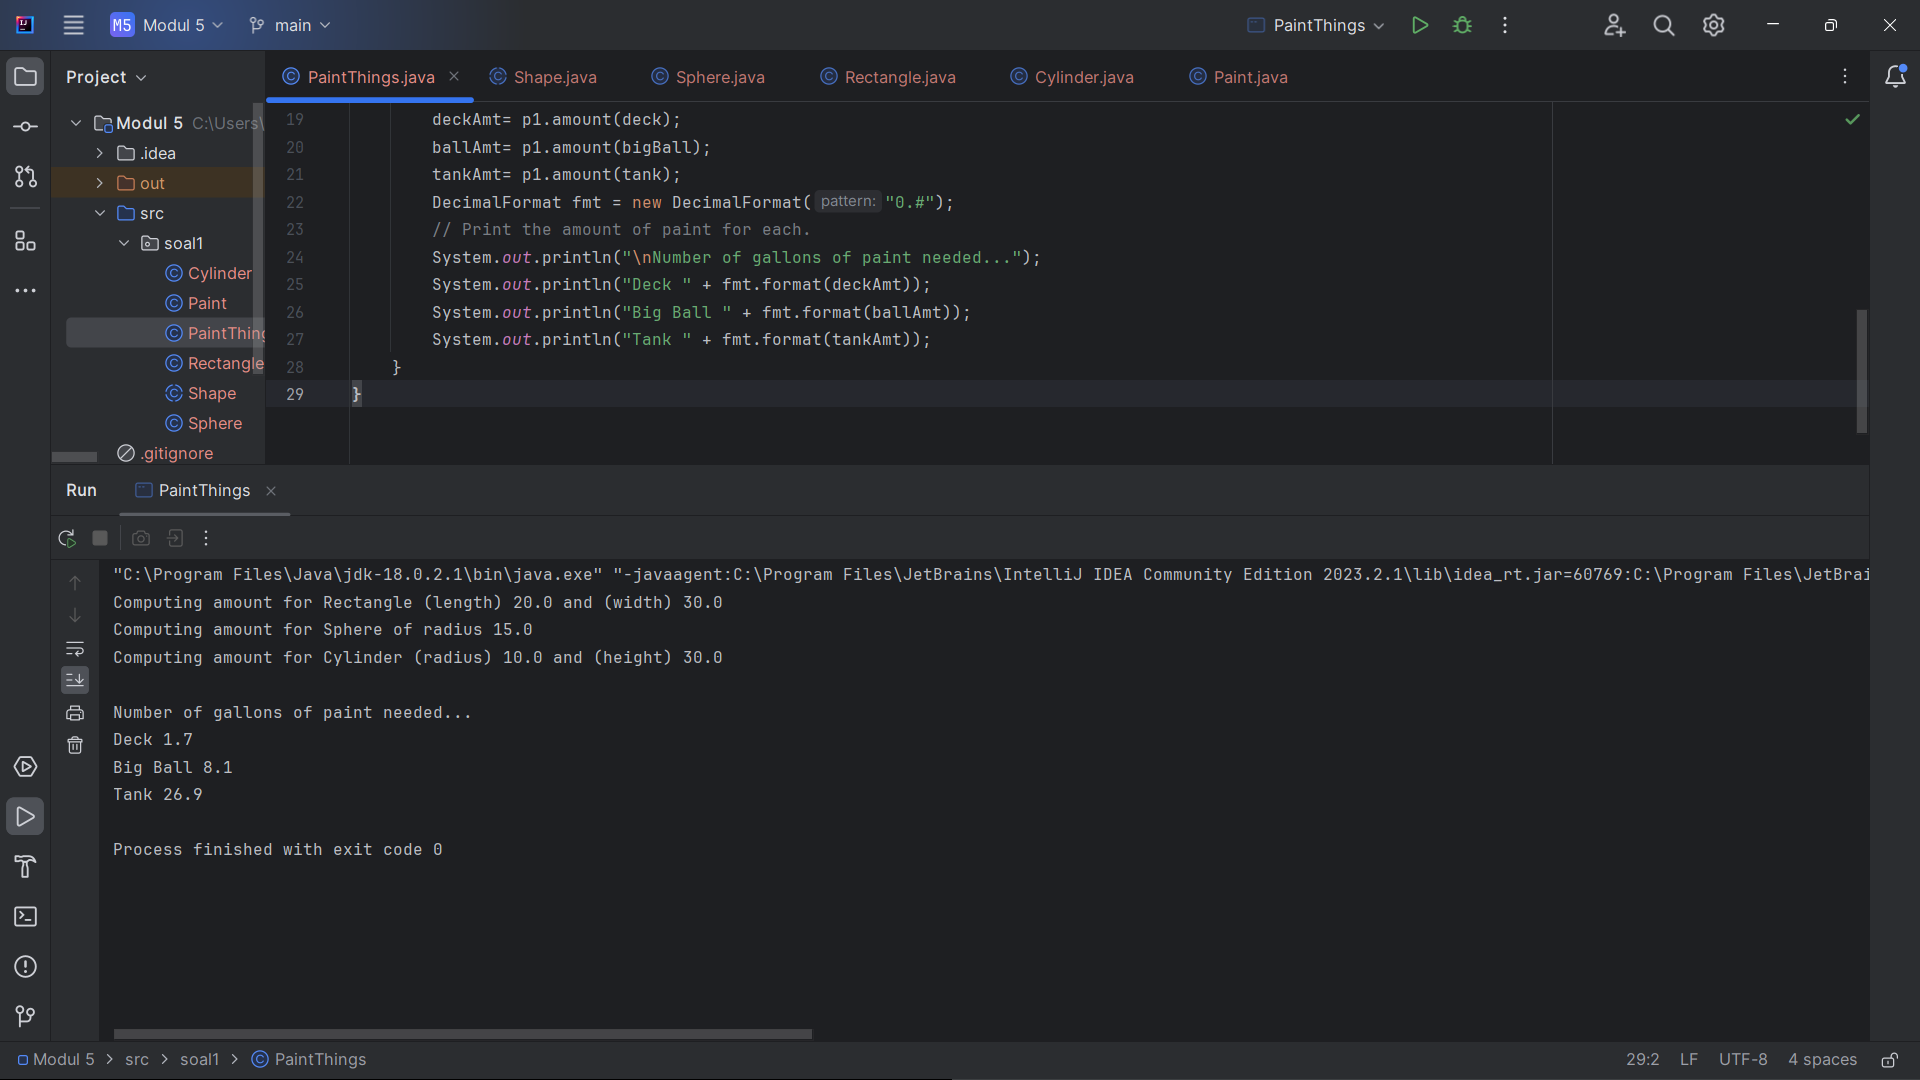 M5 Modul 5 main PaintThings
Project
PaintThings.java Shape.java Sphere.java Rectangle.java Cylinder.java Paint.java
Modul 5 C:\Users\
.idea
out
src
soal1
Cylinder
Paint
PaintThing
Rectangle
Shape
Sphere
.gitignore
19 deckAmt= p1.amount(deck);
20 ballAmt= p1.amount(bigBall);
21 tankAmt= p1.amount(tank);
22 DecimalFormat fmt = new DecimalFormat( pattern: "0.#");
23 // Print the amount of paint for each.
24 System.out.println("\nNumber of gallons of paint needed...");
25 System.out.println("Deck " + fmt.format(deckAmt));
26 System.out.println("Big Ball " + fmt.format(ballAmt));
27 System.out.println("Tank " + fmt.format(tankAmt));
28 }
29 }
Run PaintThings
"C:\Program Files\Java\jdk-18.0.2.1\bin\java.exe" "-javaagent:C:\Program Files\JetBrains\IntelliJ IDEA Community Edition 2023.2.1\lib\idea_rt.jar=60769:C:\Program Files\JetBrai
Computing amount for Rectangle (length) 20.0 and (width) 30.0
Computing amount for Sphere of radius 15.0
Computing amount for Cylinder (radius) 10.0 and (height) 30.0
Number of gallons of paint needed...
Deck 1.7
Big Ball 8.1
Tank 26.9
Process finished with exit code 0
Modul 5 > src > soal1 > PaintThings 29:2 LF UTF-8 4 spaces